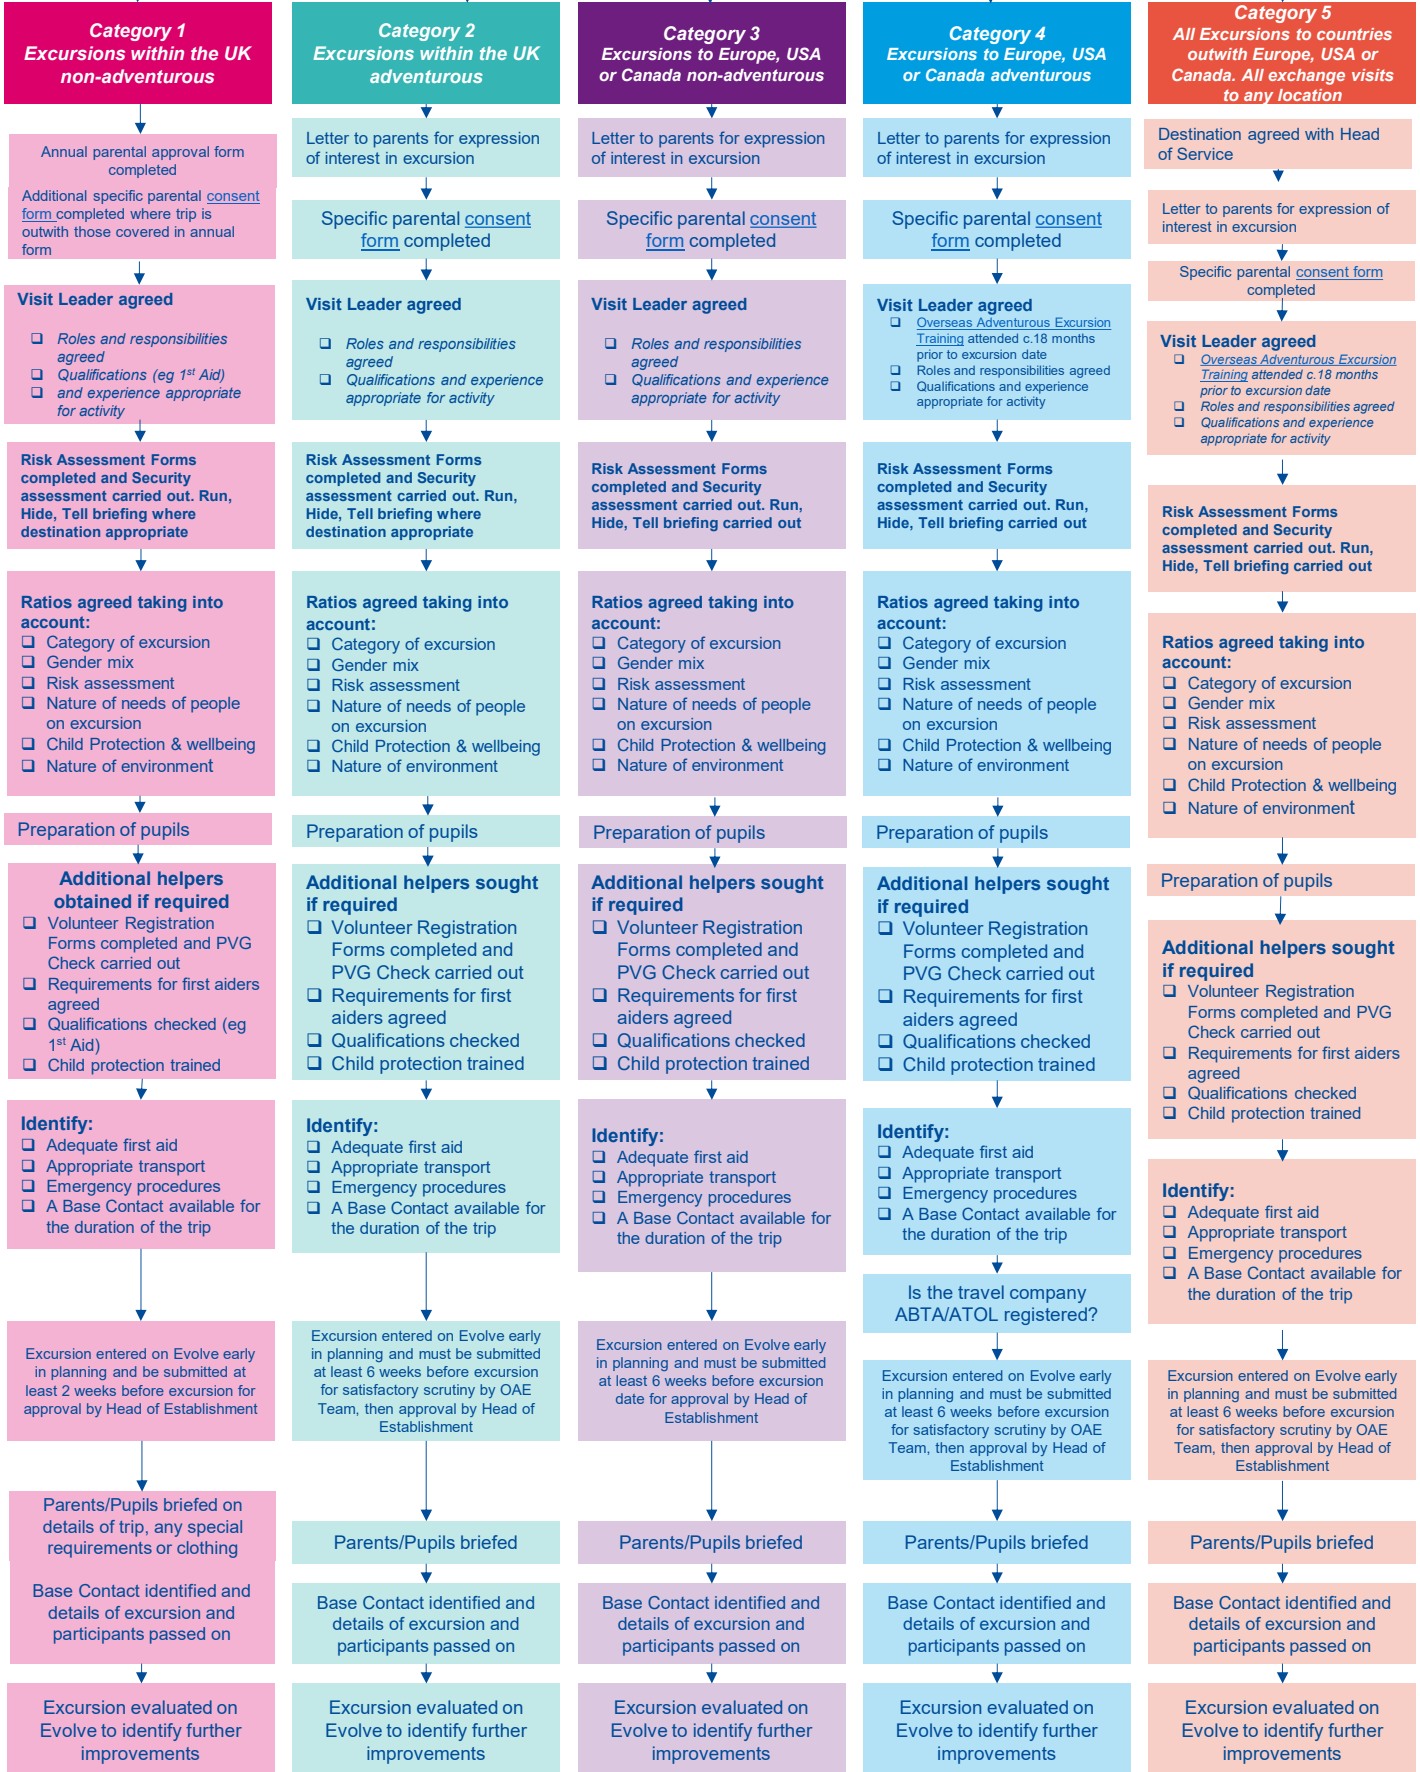 Category 1
Excursions within the UK
non-adventurous
Annual parental approval form
completed
Additional specific parental consent
form completed where trip is
outwith those covered in annual
form
Visit Leader agreed
❑ Roles and responsibilities
agreed
❑ Qualifications (eg 1st Aid)
❑ and experience appropriate
for activity
Risk Assessment Forms
completed and Security
assessment carried out. Run,
Hide, Tell briefing where
destination appropriate
Ratios agreed taking into
account:
❑ Category of excursion
❑ Gender mix
❑ Risk assessment
❑ Nature of needs of people
on excursion
❑ Child Protection & wellbeing
❑ Nature of environment
Preparation of pupils
Additional helpers
obtained if required
❑ Volunteer Registration
Forms completed and PVG
Check carried out
❑ Requirements for first aiders
agreed
❑ Qualifications checked (eg
1st Aid)
❑ Child protection trained
Identify:
❑ Adequate first aid
❑ Appropriate transport
❑ Emergency procedures
❑ A Base Contact available for
the duration of the trip
Excursion entered on Evolve early
in planning and be submitted at
least 2 weeks before excursion for
approval by Head of Establishment
Parents/Pupils briefed on
details of trip, any special
requirements or clothing
Base Contact identified and
details of excursion and
participants passed on
Excursion evaluated on
Evolve to identify further
improvements
Category 2
Excursions within the UK
adventurous
Letter to parents for expression
of interest in excursion
Specific parental consent
form completed
Visit Leader agreed
❑ Roles and responsibilities
agreed
❑ Qualifications and experience
appropriate for activity
Risk Assessment Forms
completed and Security
assessment carried out. Run,
Hide, Tell briefing where
destination appropriate
Ratios agreed taking into
account:
❑ Category of excursion
❑ Gender mix
❑ Risk assessment
❑ Nature of needs of people
on excursion
❑ Child Protection & wellbeing
❑ Nature of environment
Preparation of pupils
Additional helpers sought
if required
❑ Volunteer Registration
Forms completed and
PVG Check carried out
❑ Requirements for first
aiders agreed
❑ Qualifications checked
❑ Child protection trained
Identify:
❑ Adequate first aid
❑ Appropriate transport
❑ Emergency procedures
❑ A Base Contact available for
the duration of the trip
Excursion entered on Evolve early
in planning and must be submitted
at least 6 weeks before excursion
for satisfactory scrutiny by OAE
Team, then approval by Head of
Establishment
Parents/Pupils briefed
Base Contact identified and
details of excursion and
participants passed on
Excursion evaluated on
Evolve to identify further
improvements
Category 3
Excursions to Europe, USA
or Canada non-adventurous
Letter to parents for expression
of interest in excursion
Specific parental consent
form completed
Visit Leader agreed
❑ Roles and responsibilities
agreed
❑ Qualifications and experience
appropriate for activity
Risk Assessment Forms
completed and Security
assessment carried out. Run,
Hide, Tell briefing carried out
Ratios agreed taking into
account:
❑ Category of excursion
❑ Gender mix
❑ Risk assessment
❑ Nature of needs of people
on excursion
❑ Child Protection & wellbeing
❑ Nature of environment
Preparation of pupils
Additional helpers sought
if required
❑ Volunteer Registration
Forms completed and
PVG Check carried out
❑ Requirements for first
aiders agreed
❑ Qualifications checked
❑ Child protection trained
Identify:
❑ Adequate first aid
❑ Appropriate transport
❑ Emergency procedures
❑ A Base Contact available for
the duration of the trip
Excursion entered on Evolve early
in planning and must be submitted
at least 6 weeks before excursion
date for approval by Head of
Establishment
Parents/Pupils briefed
Base Contact identified and
details of excursion and
participants passed on
Excursion evaluated on
Evolve to identify further
improvements
Category 4
Excursions to Europe, USA
or Canada adventurous
Letter to parents for expression
of interest in excursion
Specific parental consent
form completed
Visit Leader agreed
❑ Overseas Adventurous Excursion
Training attended c.18 months
prior to excursion date
❑ Roles and responsibilities agreed
❑ Qualifications and experience
appropriate for activity
Risk Assessment Forms
completed and Security
assessment carried out. Run,
Hide, Tell briefing carried out
Ratios agreed taking into
account:
❑ Category of excursion
❑ Gender mix
❑ Risk assessment
❑ Nature of needs of people
on excursion
❑ Child Protection & wellbeing
❑ Nature of environment
Preparation of pupils
Additional helpers sought
if required
❑ Volunteer Registration
Forms completed and
PVG Check carried out
❑ Requirements for first
aiders agreed
❑ Qualifications checked
❑ Child protection trained
Identify:
❑ Adequate first aid
❑ Appropriate transport
❑ Emergency procedures
❑ A Base Contact available for
the duration of the trip
Is the travel company
ABTA/ATOL registered?
Excursion entered on Evolve early
in planning and must be submitted
at least 6 weeks before excursion
for satisfactory scrutiny by OAE
Team, then approval by Head of
Establishment
Parents/Pupils briefed
Base Contact identified and
details of excursion and
participants passed on
Excursion evaluated on
Evolve to identify further
improvements
Category 5
All Excursions to countries
outwith Europe, USA or
Canada. All exchange visits
to any location
Destination agreed with Head
of Service
Letter to parents for expression of
interest in excursion
Specific parental consent form
completed
Visit Leader agreed
❑ Overseas Adventurous Excursion
Training attended c.18 months
prior to excursion date
❑ Roles and responsibilities agreed
❑ Qualifications and experience
appropriate for activity
Risk Assessment Forms
completed and Security
assessment carried out. Run,
Hide, Tell briefing carried out
Ratios agreed taking into
account:
❑ Category of excursion
❑ Gender mix
❑ Risk assessment
❑ Nature of needs of people
on excursion
❑ Child Protection & wellbeing
❑ Nature of environment
Preparation of pupils
Additional helpers sought
if required
❑ Volunteer Registration
Forms completed and PVG
Check carried out
❑ Requirements for first aiders
agreed
❑ Qualifications checked
❑ Child protection trained
Identify:
❑ Adequate first aid
❑ Appropriate transport
❑ Emergency procedures
❑ A Base Contact available for
the duration of the trip
Excursion entered on Evolve early
in planning and must be submitted
at least 6 weeks before excursion
for satisfactory scrutiny by OAE
Team, then approval by Head of
Establishment
Parents/Pupils briefed
Base Contact identified and
details of excursion and
participants passed on
Excursion evaluated on
Evolve to identify further
improvements